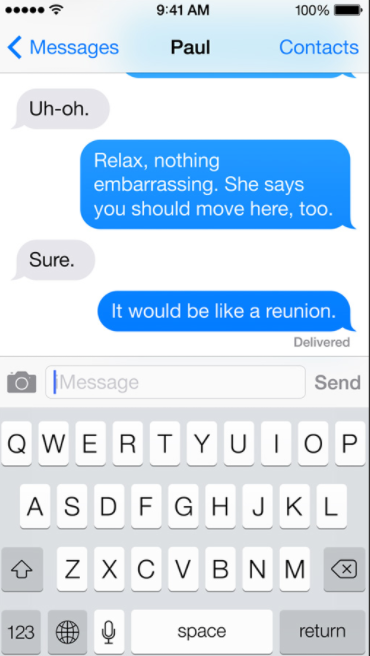 9:41 AM 100%
Messages Paul Contacts
Uh-oh.
Relax, nothing
embarrassing. She says
you should move here, too.
Sure.
It would be like a reunion.
Delivered
iMessage Send
Q W E R T Y U I O P
A S D F G H J K L
Z X C V B N M
123 space return